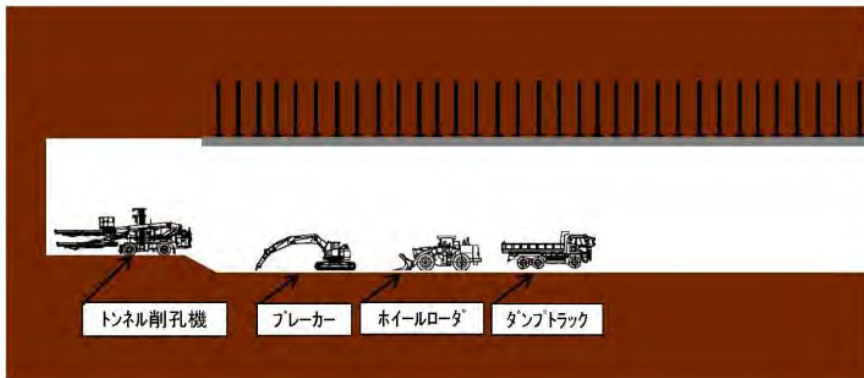 トンネル削孔機
ブレーカー
ホイールローダ
ダンプトラック